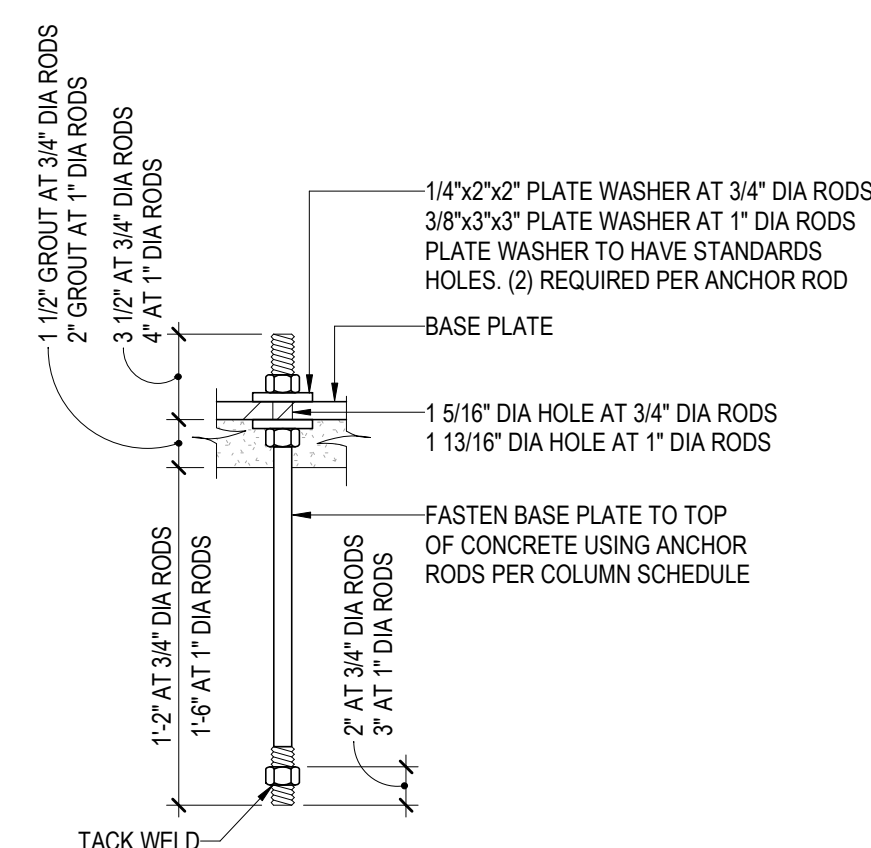 1 1/2" GROUT AT 3/4" DIA RODS
2" GROUT AT 1" DIA RODS
3 1/2" AT 3/4" DIA RODS
4" AT 1" DIA RODS
1/4"x2"x2" PLATE WASHER AT 3/4" DIA RODS
3/8"x3"x3" PLATE WASHER AT 1" DIA RODS
PLATE WASHER TO HAVE STANDARDS
HOLES. (2) REQUIRED PER ANCHOR ROD
BASE PLATE
1 5/16" DIA HOLE AT 3/4" DIA RODS
1 13/16" DIA HOLE AT 1" DIA RODS
FASTEN BASE PLATE TO TOP
OF CONCRETE USING ANCHOR
RODS PER COLUMN SCHEDULE
1'-2" AT 3/4" DIA RODS
1'-6" AT 1" DIA RODS
2" AT 3/4" DIA RODS
3" AT 1" DIA RODS
TACK WELD